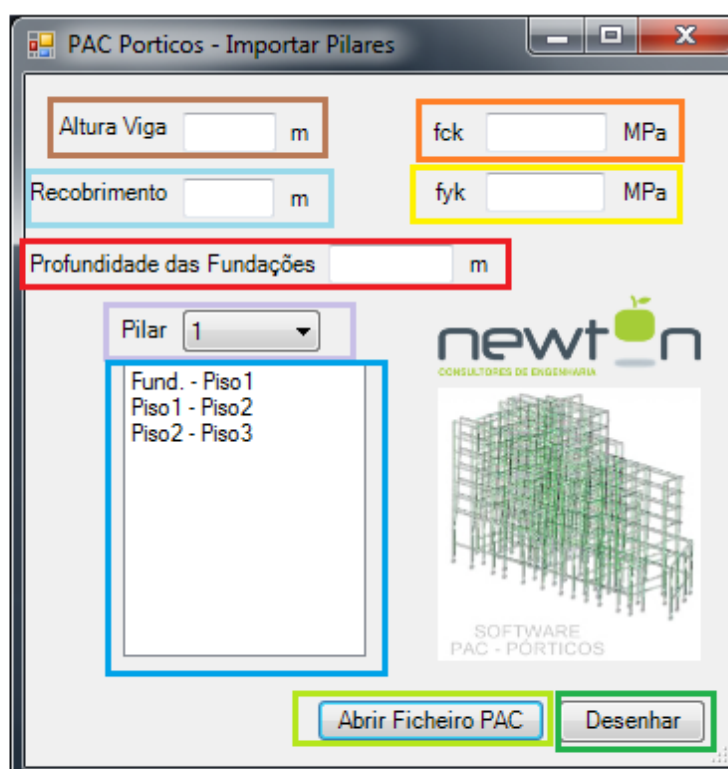 PAC Porticos - Importar Pilares
Altura Viga m
fck MPa
Recobrimento m
fyk MPa
Profundidade das Fundações m
Pilar 1
Fund. - Piso1
Piso1 - Piso2
Piso2 - Piso3
newton
CONSULTORES DE ENGENHARIA
SOFTWARE
PAC - PÓRTICOS
Abrir Ficheiro PAC
Desenhar